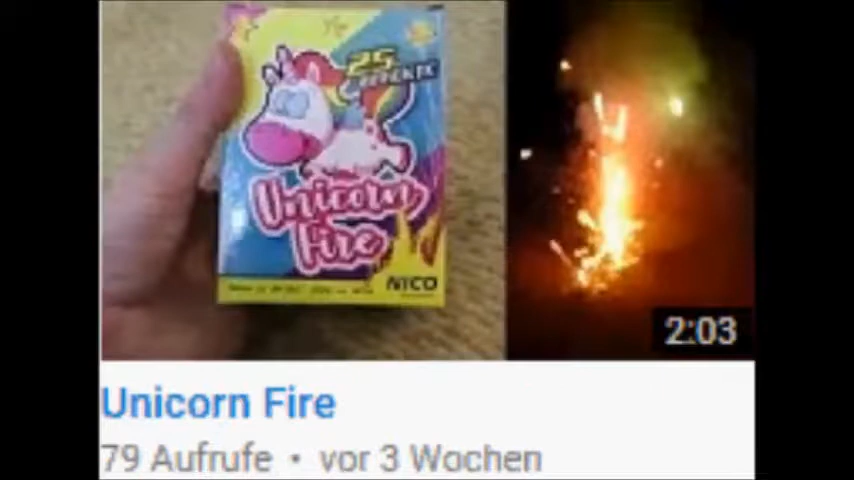 25
EFFEKTE
Unicorn
Fire
NICO
2:03
Unicorn Fire
79 Aufrufe • vor 3 Wochen